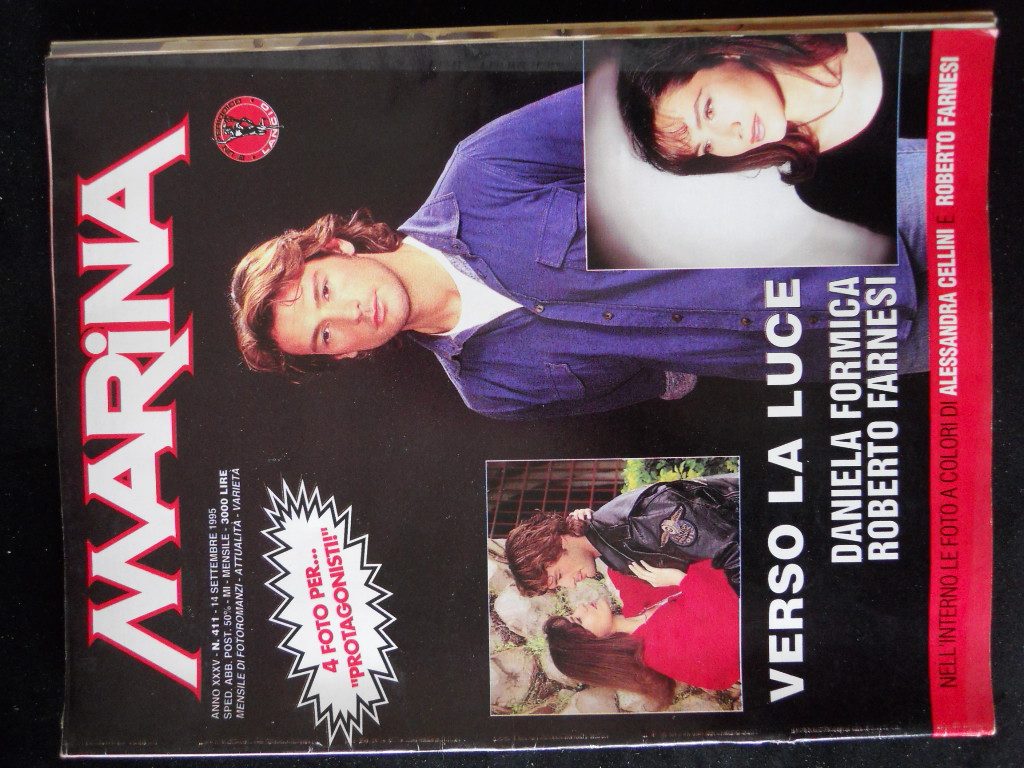 MARiNA
ANNO XXXV - N. 411 - 14 SETTEMBRE 1995
SPED. ABB. POST. 50% - MI - MENSILE - 3000 LIRE
MENSILE DI FOTOROMANZI - ATTUALITÀ - VARIETÀ
LANCIO
4 FOTO PER...
"PROTAGONISTI!"
VERSO LA LUCE
DANIELA FORMICA
ROBERTO FARNESI
NELL'INTERNO LE FOTO A COLORI DI ALESSANDRA CELLINI E ROBERTO FARNESI